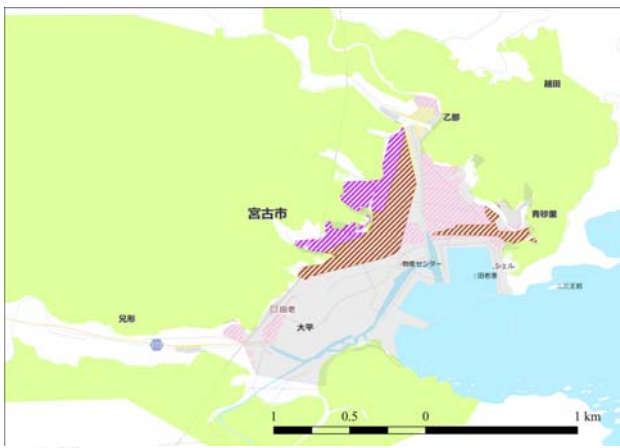 越田
乙部
宮古市
青砂里
物産センター
シェル
田老港
三王岩
田老
大平
兄形
1 0.5 0 1 km